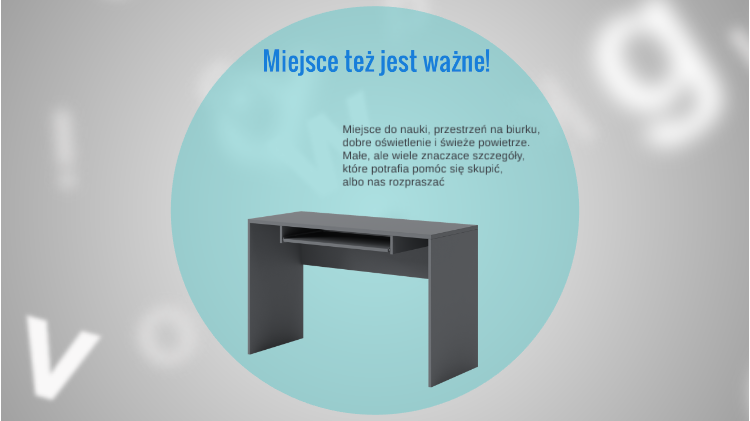 Miejsce też jest ważne!
Miejsce do nauki, przestrzeń na biurku,
dobre oświetlenie i świeże powietrze.
Małe, ale wiele znaczace szczegóły,
które potrafia pomóc się skupić,
albo nas rozpraszać
g
v
o